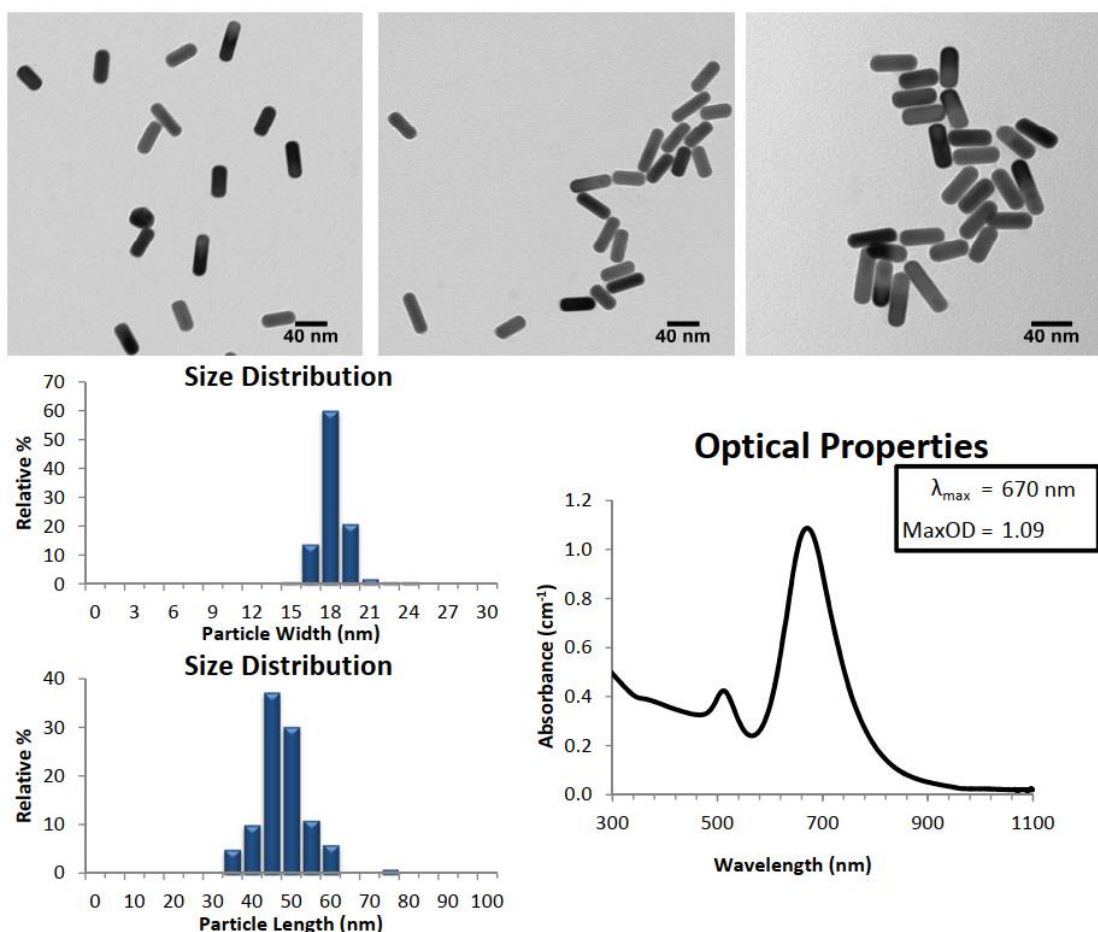 40 nm
40 nm
40 nm
Size Distribution
Relative %
70
60
50
40
30
20
10
0
0 3 6 9 12 15 18 21 24 27 30
Particle Width (nm)
Size Distribution
Relative %
40
30
20
10
0
0 10 20 30 40 50 60 70 80 90 100
Particle Length (nm)
Optical Properties
λmax = 670 nm
MaxOD = 1.09
Absorbance (cm-1)
1.2
1.0
0.8
0.6
0.4
0.2
0.0
300 500 700 900 1100
Wavelength (nm)